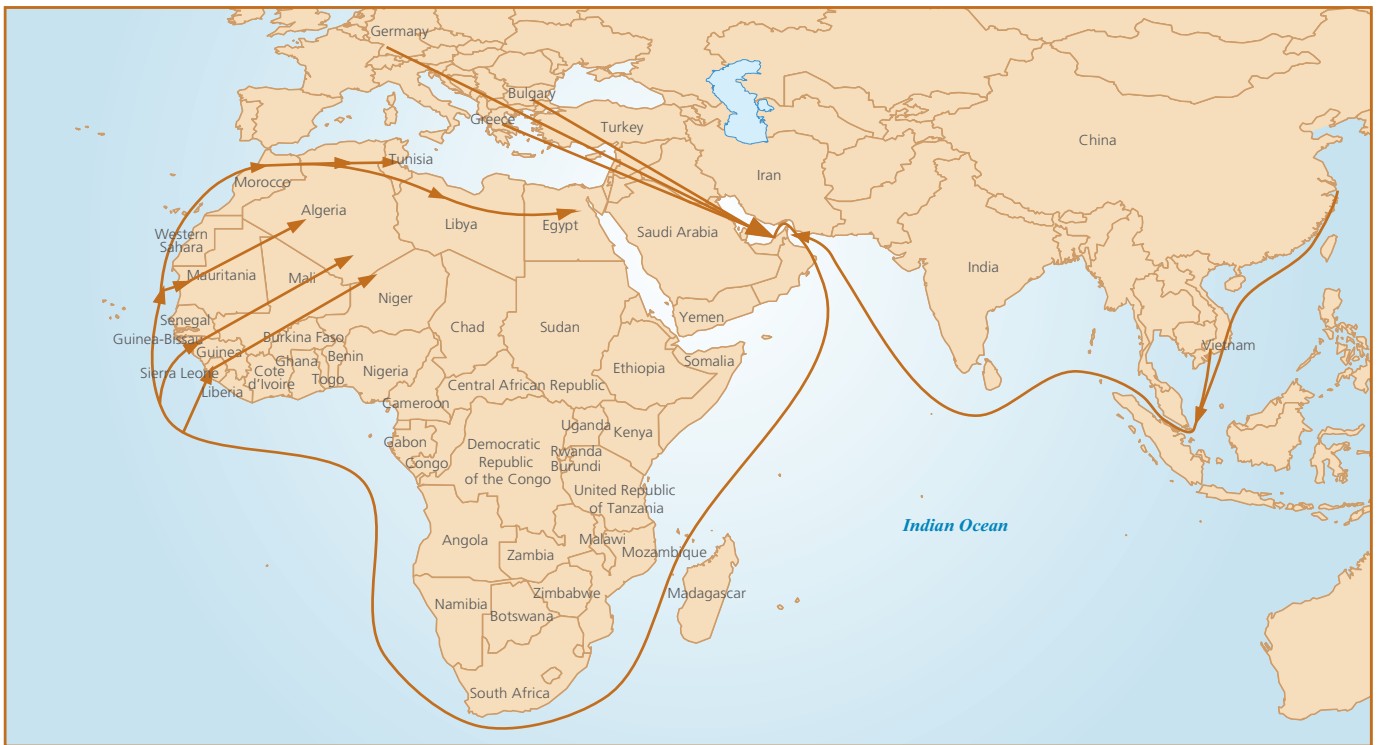 Germany
Bulgary
Greece
Turkey
China
Tunisia
Iran
Morocco
Algeria
Libya
Egypt
Saudi Arabia
Western
Sahara
India
Mauritania
Mali
Niger
Yemen
Senegal
Chad
Sudan
Guinea-Bissau
Burkina Faso
Vietnam
Guinea
Benin
Ghana
Somalia
Ethiopia
Sierra Leone
Coté
d’Ivoire
Togo
Nigeria
Liberia
Central African Republic
Cameroon
Uganda
Kenya
Gabon
Democratic
Republic
of the Congo
Rwanda
Congo
Burundi
United Republic
of Tanzania
Indian Ocean
Angola
Malawi
Zambia
Mozambique
Zimbabwe
Madagascar
Namibia
Botswana
South Africa